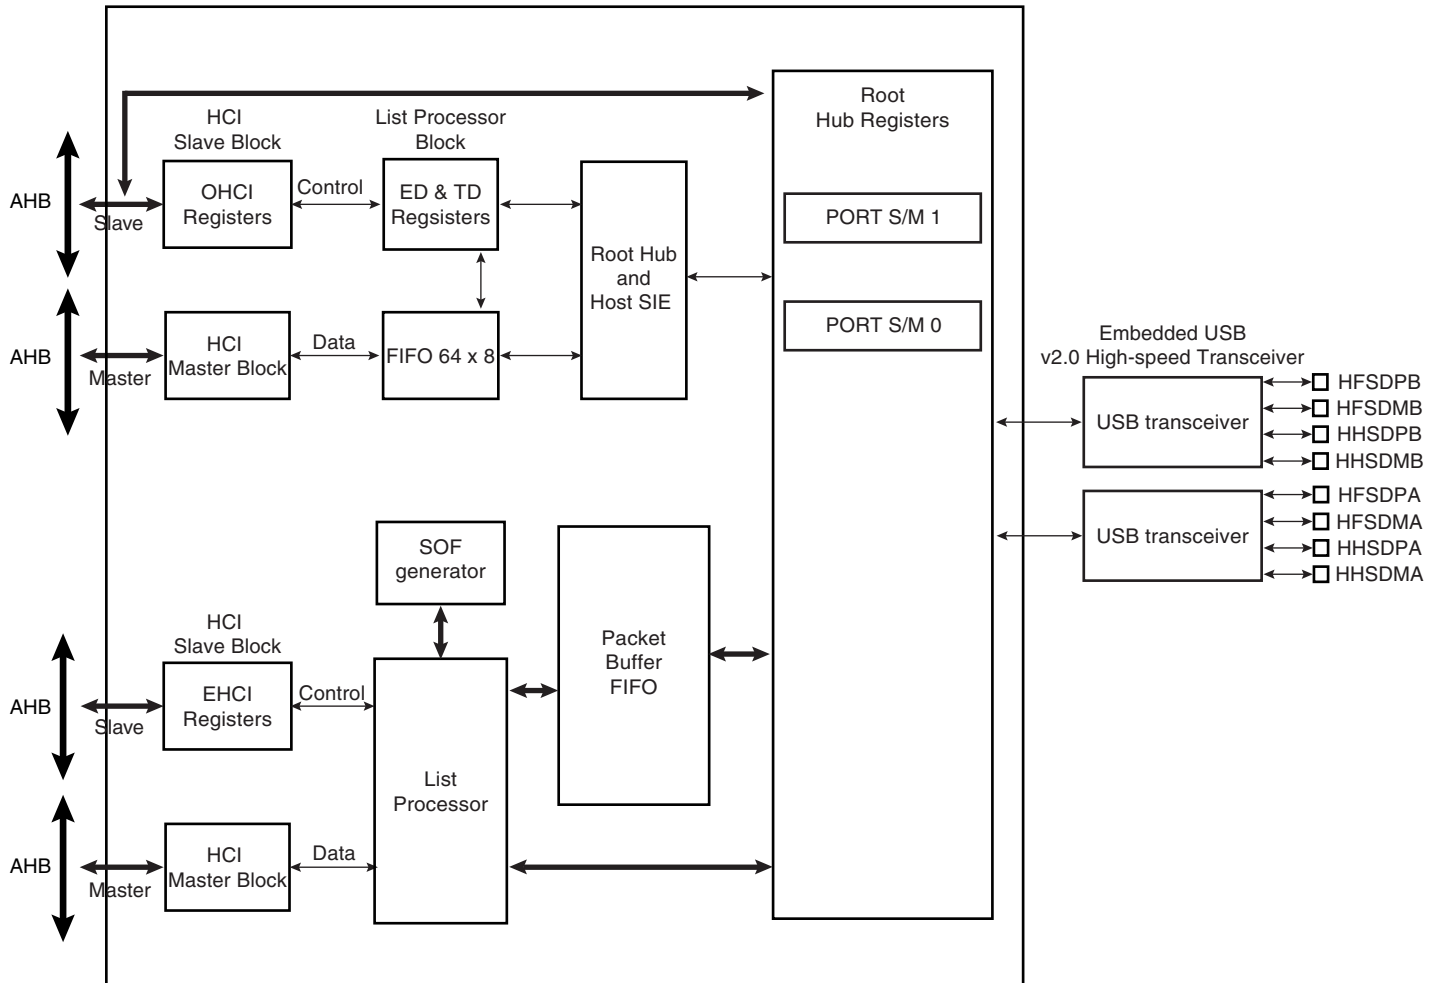 HCI
Slave Block
List Processor
Block
Root
Hub Registers
AHB
Slave
OHCI
Registers
Control
ED & TD
Regsisters
PORT S/M 1
Root Hub
and
Host SIE
PORT S/M 0
AHB
Master
HCI
Master Block
Data
FIFO 64 x 8
Embedded USB
v2.0 High-speed Transceiver
USB transceiver
HFSDPB
HFSDMB
HHSDPB
HHSDMB
USB transceiver
HFSDPA
HFSDMA
HHSDPA
HHSDMA
SOF
generator
HCI
Slave Block
Packet
Buffer
FIFO
AHB
Slave
EHCI
Registers
Control
List
Processor
AHB
Master
HCI
Master Block
Data